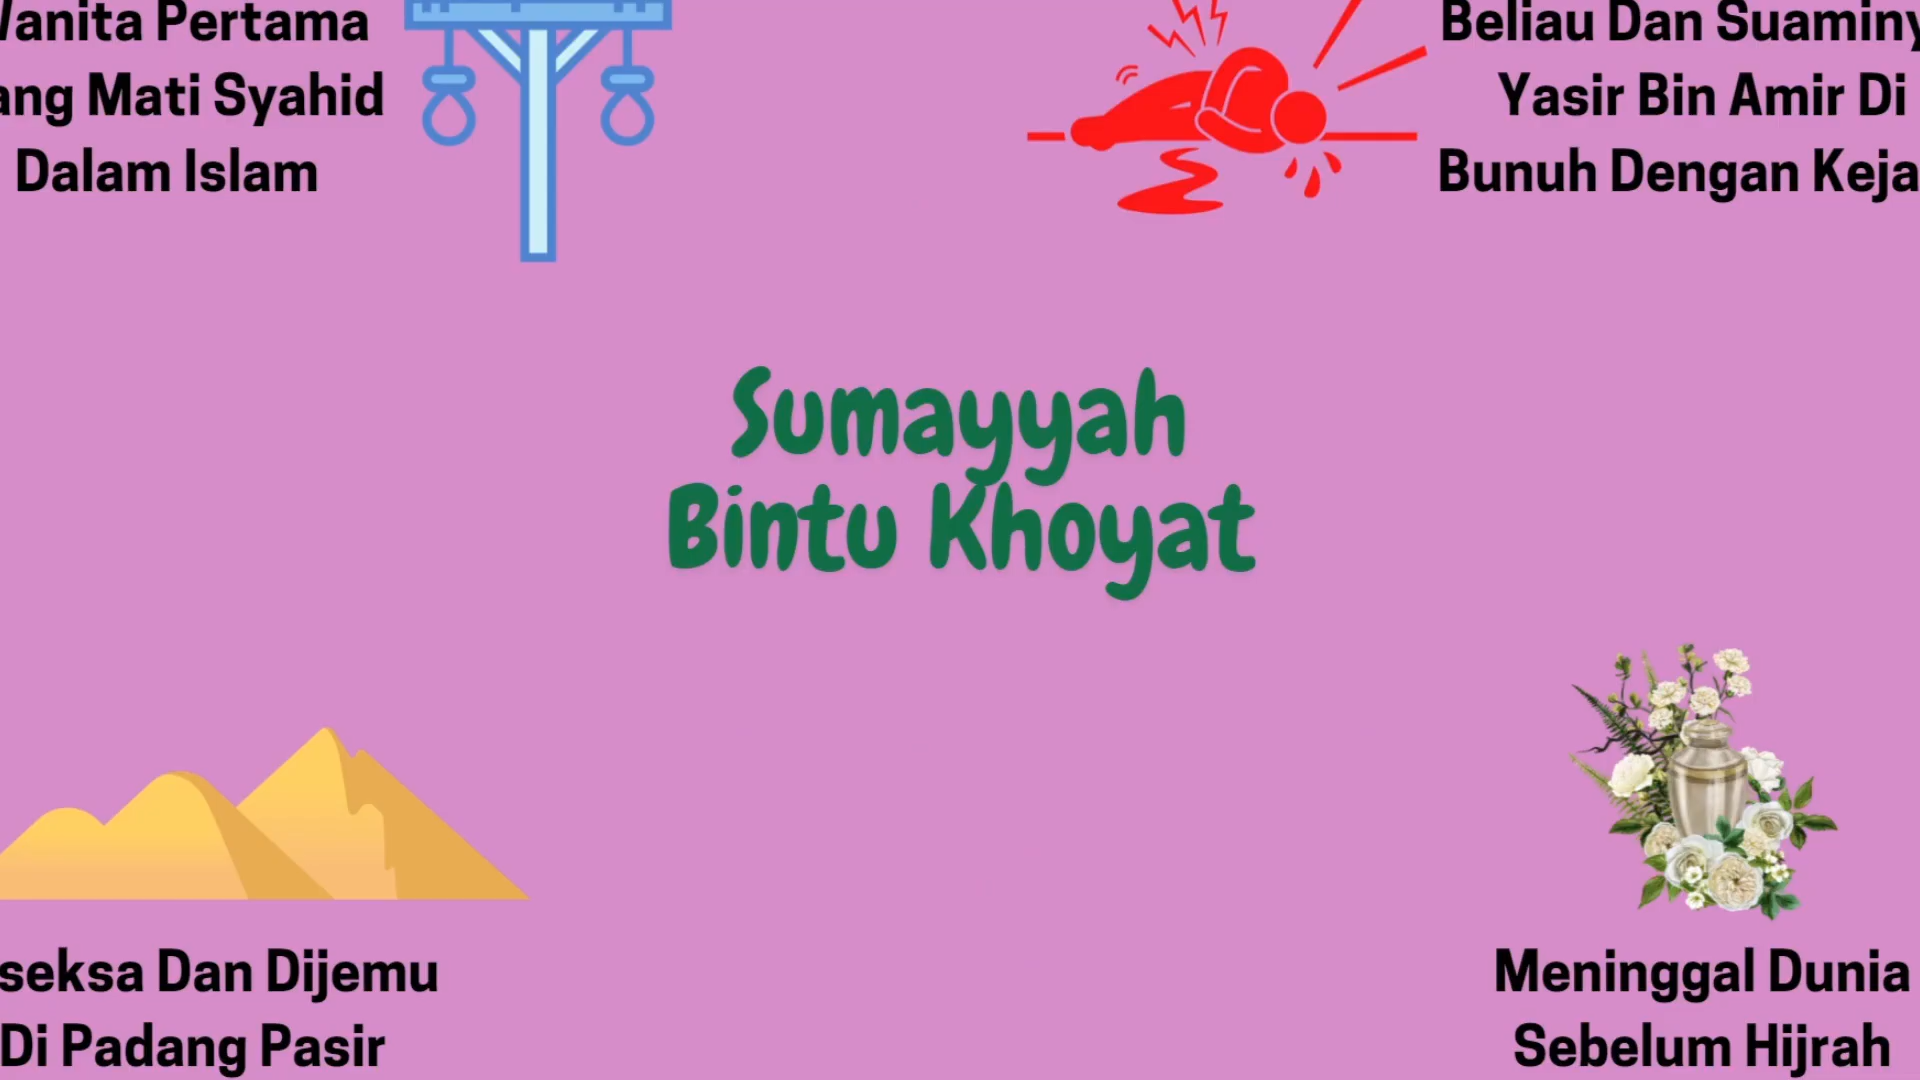 Wanita Pertama
ang Mati Syahid
Dalam Islam
Beliau Dan Suaminy
Yasir Bin Amir Di
Bunuh Dengan Keja
Sumayyah
Bintu Khoyat
seksa Dan Dijemu
Di Padang Pasir
Meninggal Dunia
Sebelum Hijrah